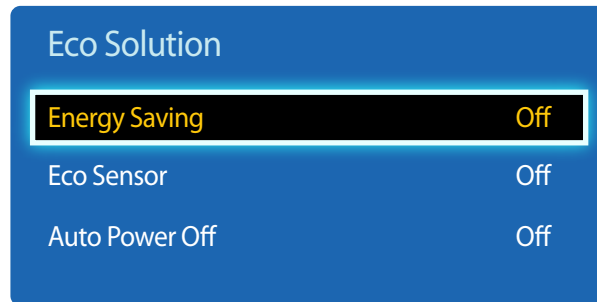 Eco Solution
Energy Saving Off
Eco Sensor Off
Auto Power Off Off